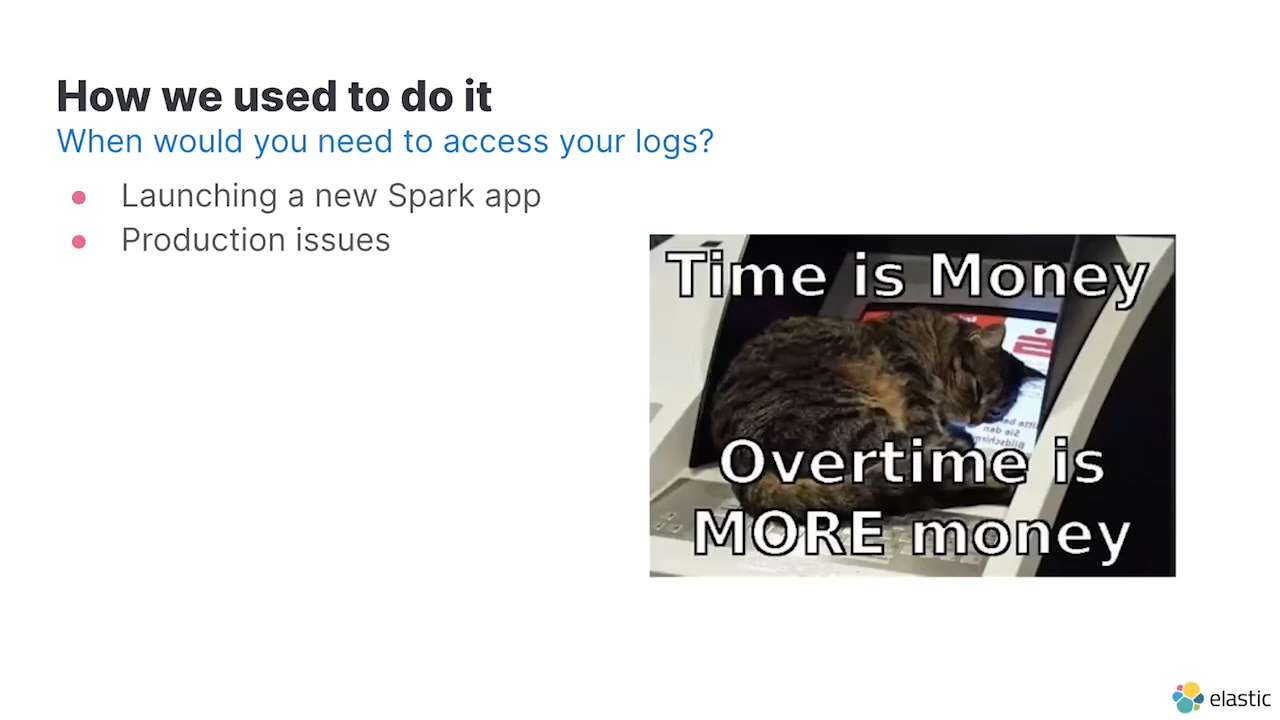 How we used to do it
When would you need to access your logs?
● Launching a new Spark app
● Production issues
Time is Money
Overtime is
MORE money
elastic